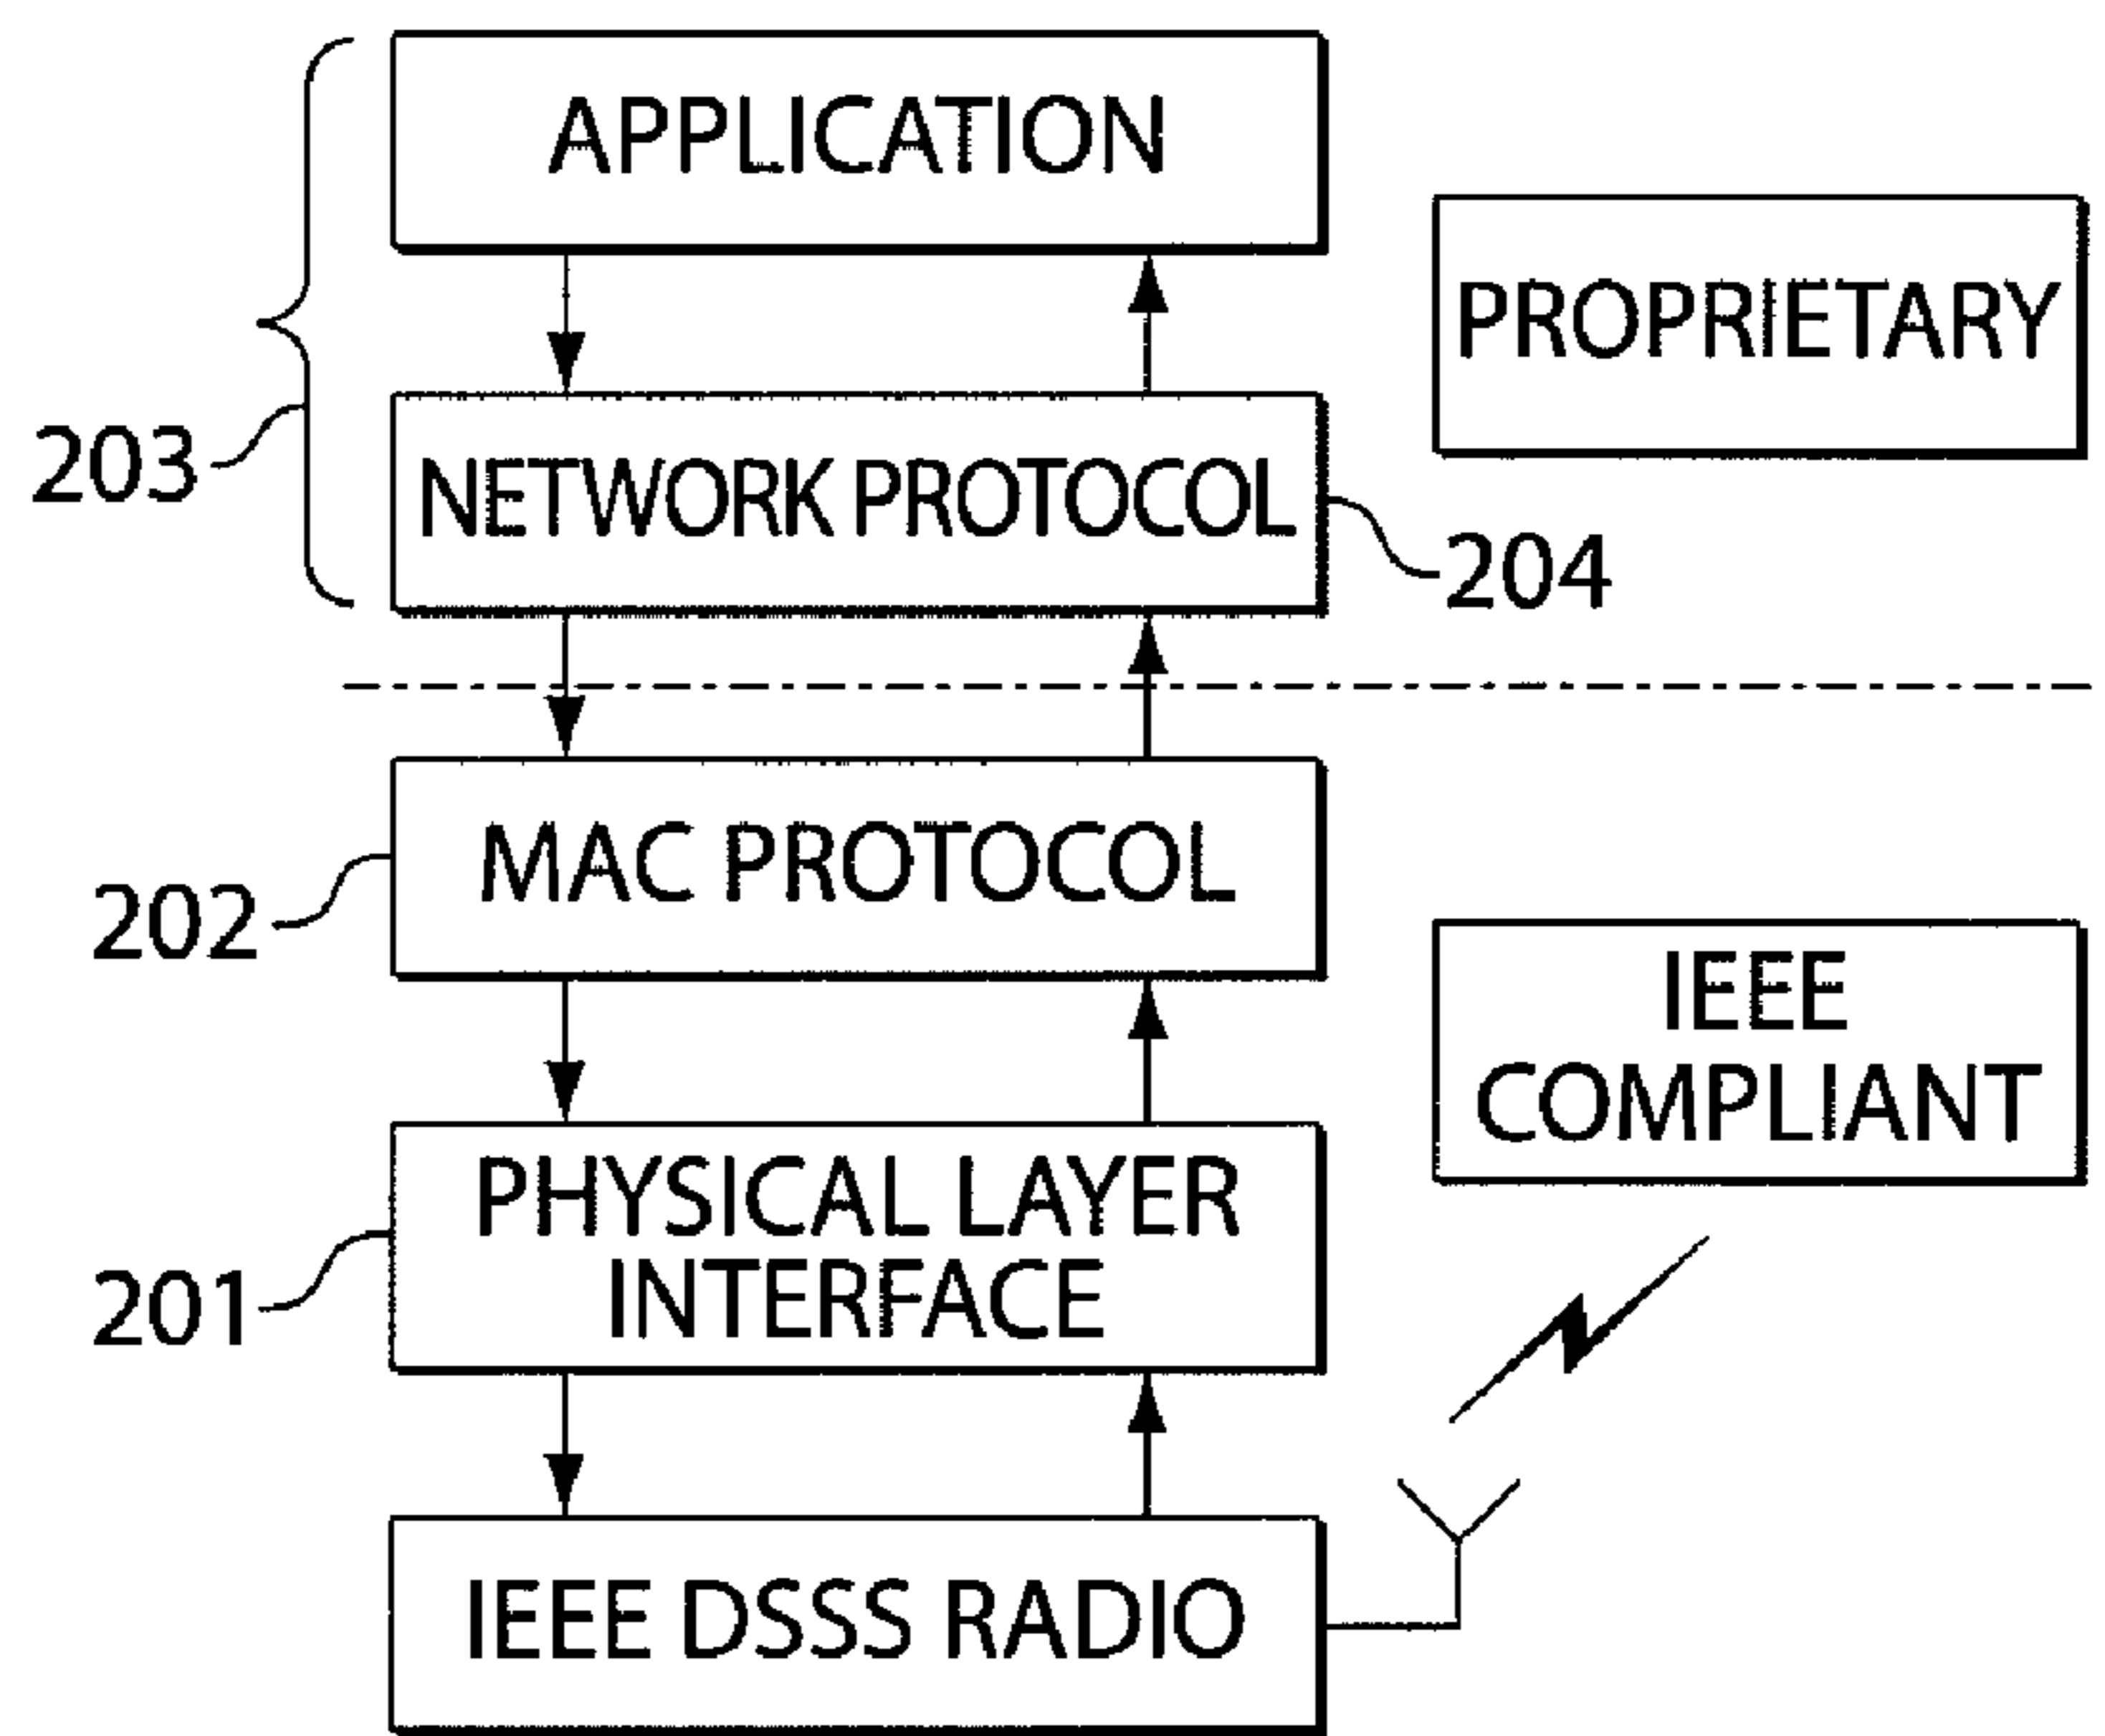 APPLICATION
PROPRIETARY
203
NETWORK PROTOCOL
204
MAC PROTOCOL
202
IEEE
COMPLIANT
PHYSICAL LAYER
INTERFACE
201
IEEE DSSS RADIO